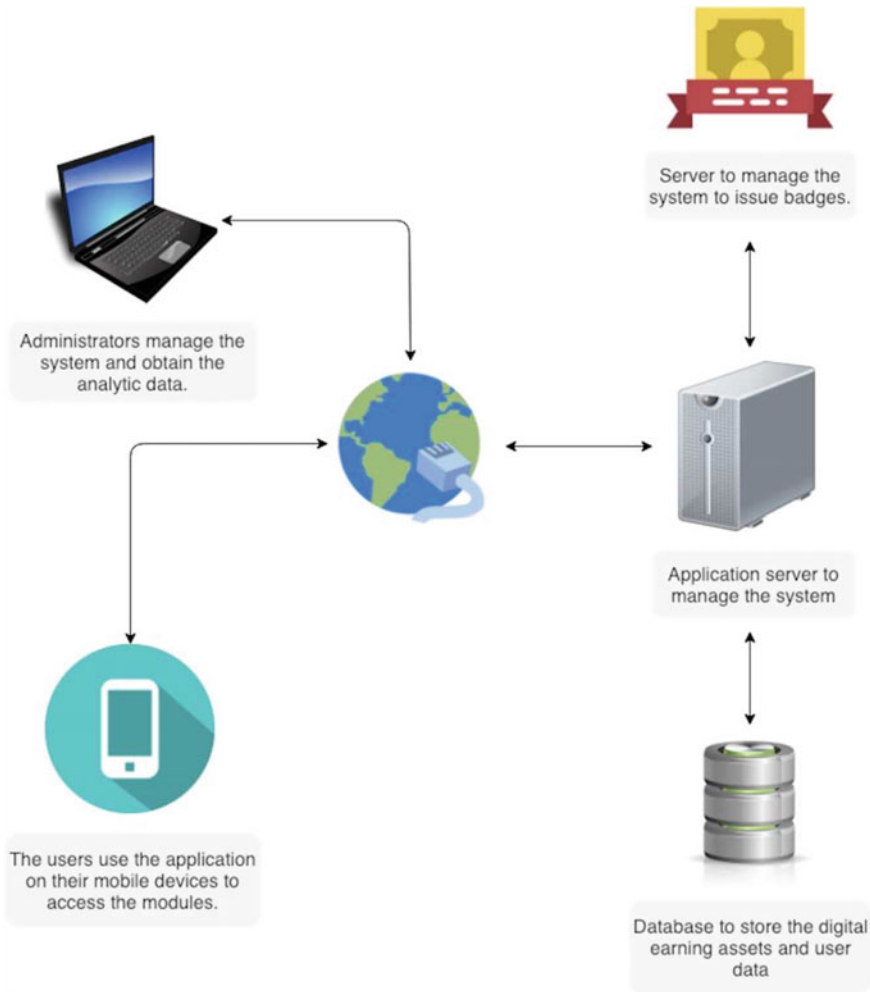 Server to manage the
system to issue badges.
Administrators manage the
system and obtain the
analytic data.
Application server to
manage the system
The users use the application
on their mobile devices to
access the modules.
Database to store the digital
earning assets and user
data